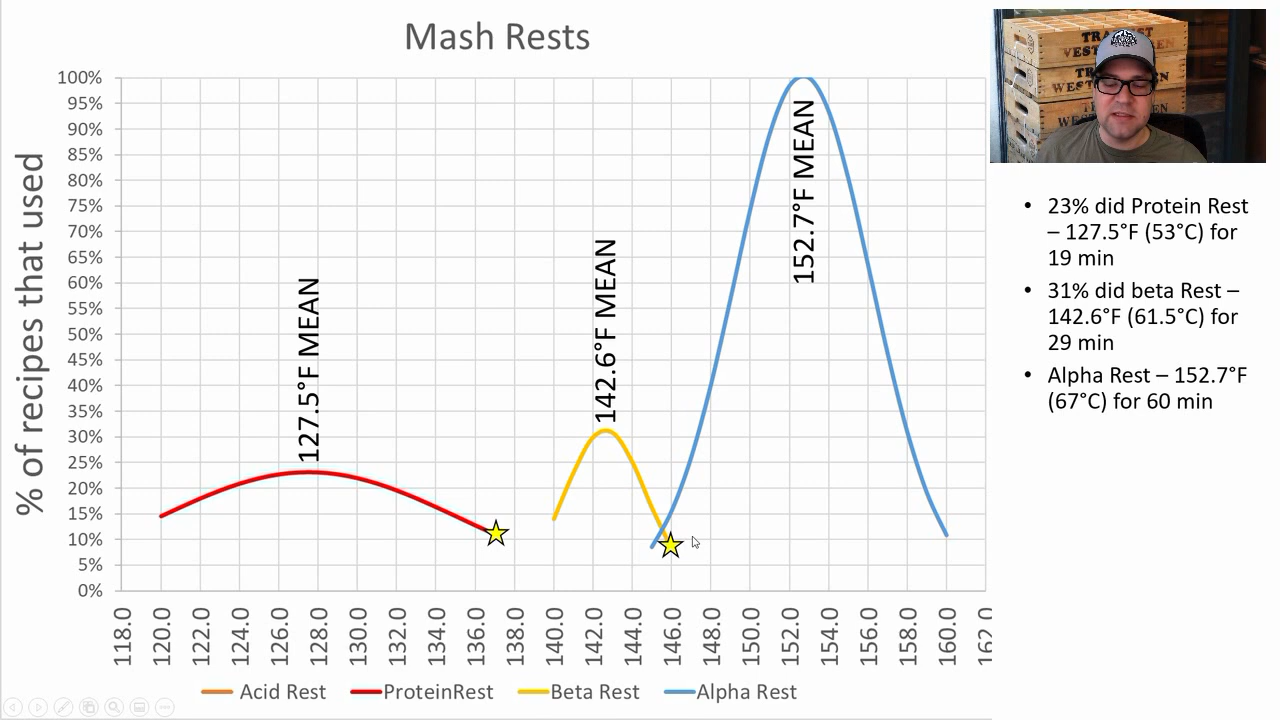 Mash Rests
% of recipes that used
100%
95%
90%
85%
80%
75%
70%
65%
60%
55%
50%
45%
40%
35%
30%
25%
20%
15%
10%
5%
0%
127.5°F MEAN
142.6°F MEAN
152.7°F MEAN
118.0
120.0
122.0
124.0
126.0
128.0
130.0
132.0
134.0
136.0
138.0
140.0
142.0
144.0
146.0
148.0
150.0
152.0
154.0
156.0
158.0
160.0
Acid Rest
ProteinRest
Beta Rest
Alpha Rest
• 23% did Protein Rest
– 127.5°F (53°C) for
19 min
• 31% did beta Rest –
142.6°F (61.5°C) for
29 min
• Alpha Rest – 152.7°F
(67°C) for 60 min